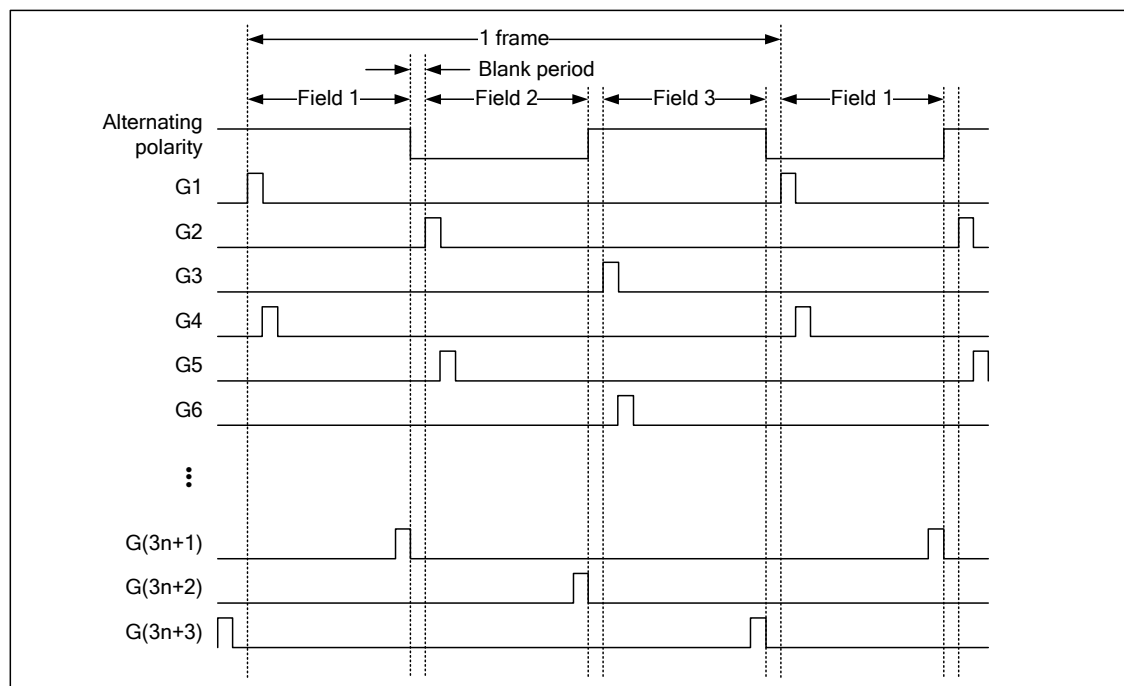 1 frame
Blank period
Field 1
Field 2
Field 3
Field 1
Alternating
polarity
G1
G2
G3
G4
G5
G6
G(3n+1)
G(3n+2)
G(3n+3)